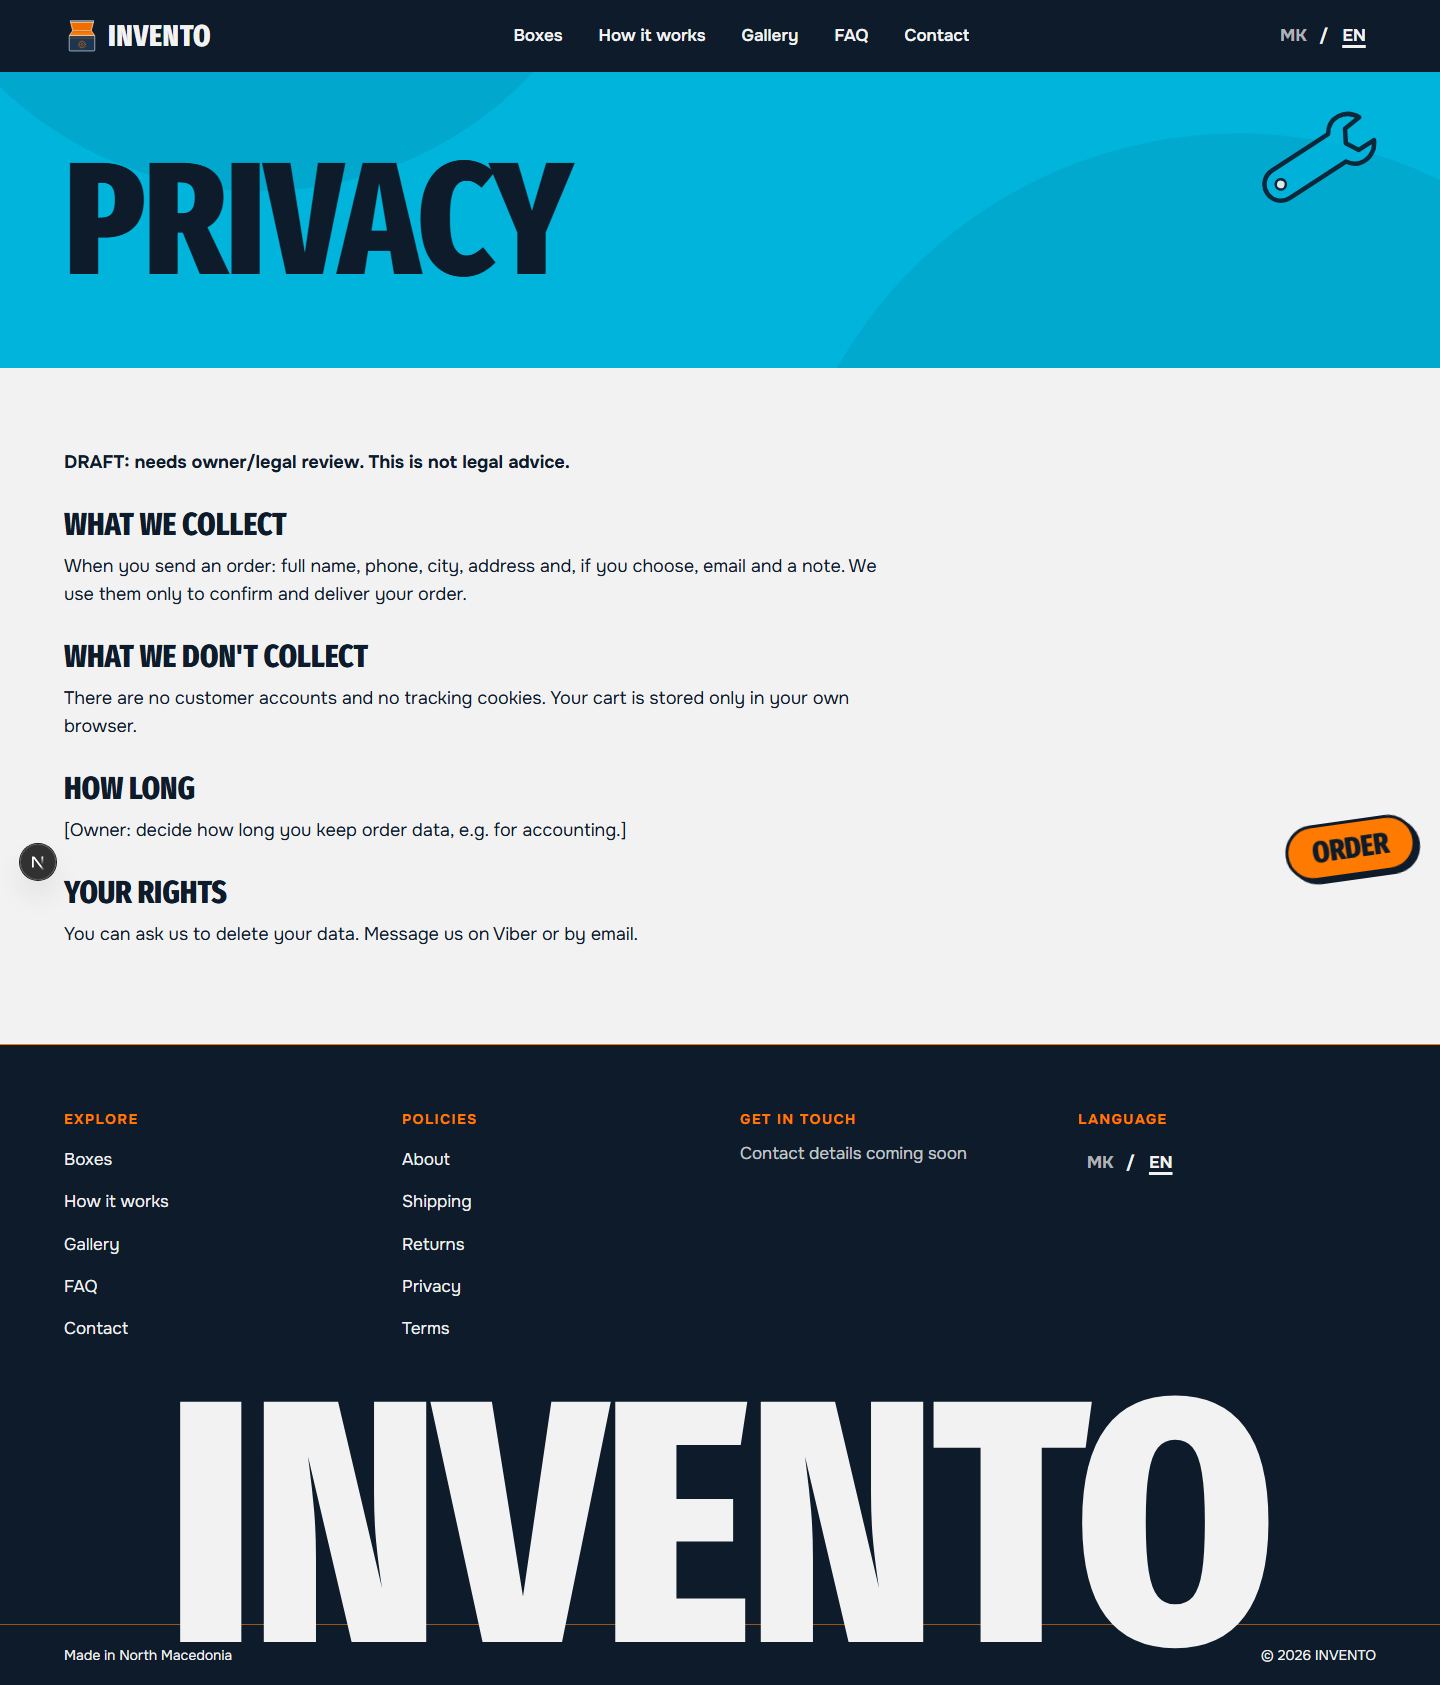 INVENTO
Boxes
How it works
Gallery
FAQ
Contact
MK / EN
PRIVACY
DRAFT: needs owner/legal review. This is not legal advice.
WHAT WE COLLECT
When you send an order: full name, phone, city, address and, if you choose, email and a note. We
use them only to confirm and deliver your order.
WHAT WE DON'T COLLECT
There are no customer accounts and no tracking cookies. Your cart is stored only in your own
browser.
HOW LONG
[Owner: decide how long you keep order data, e.g. for accounting.]
N
ORDER
YOUR RIGHTS
You can ask us to delete your data. Message us on Viber or by email.
EXPLORE
Boxes
How it works
Gallery
FAQ
Contact
POLICIES
About
Shipping
Returns
Privacy
Terms
GET IN TOUCH
Contact details coming soon
LANGUAGE
MK / EN
INVENTO
Made in North Macedonia
© 2026 INVENTO